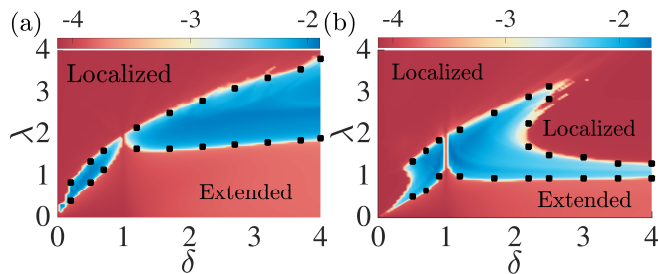 (a) -4 -3 -2
4
3
2
1
0
λ
Localized
Extended
0 1 2 3 4
δ
(b) -4 -3 -2
4
3
2
1
0
λ
Localized
Localized
Extended
0 1 2 3 4
δ